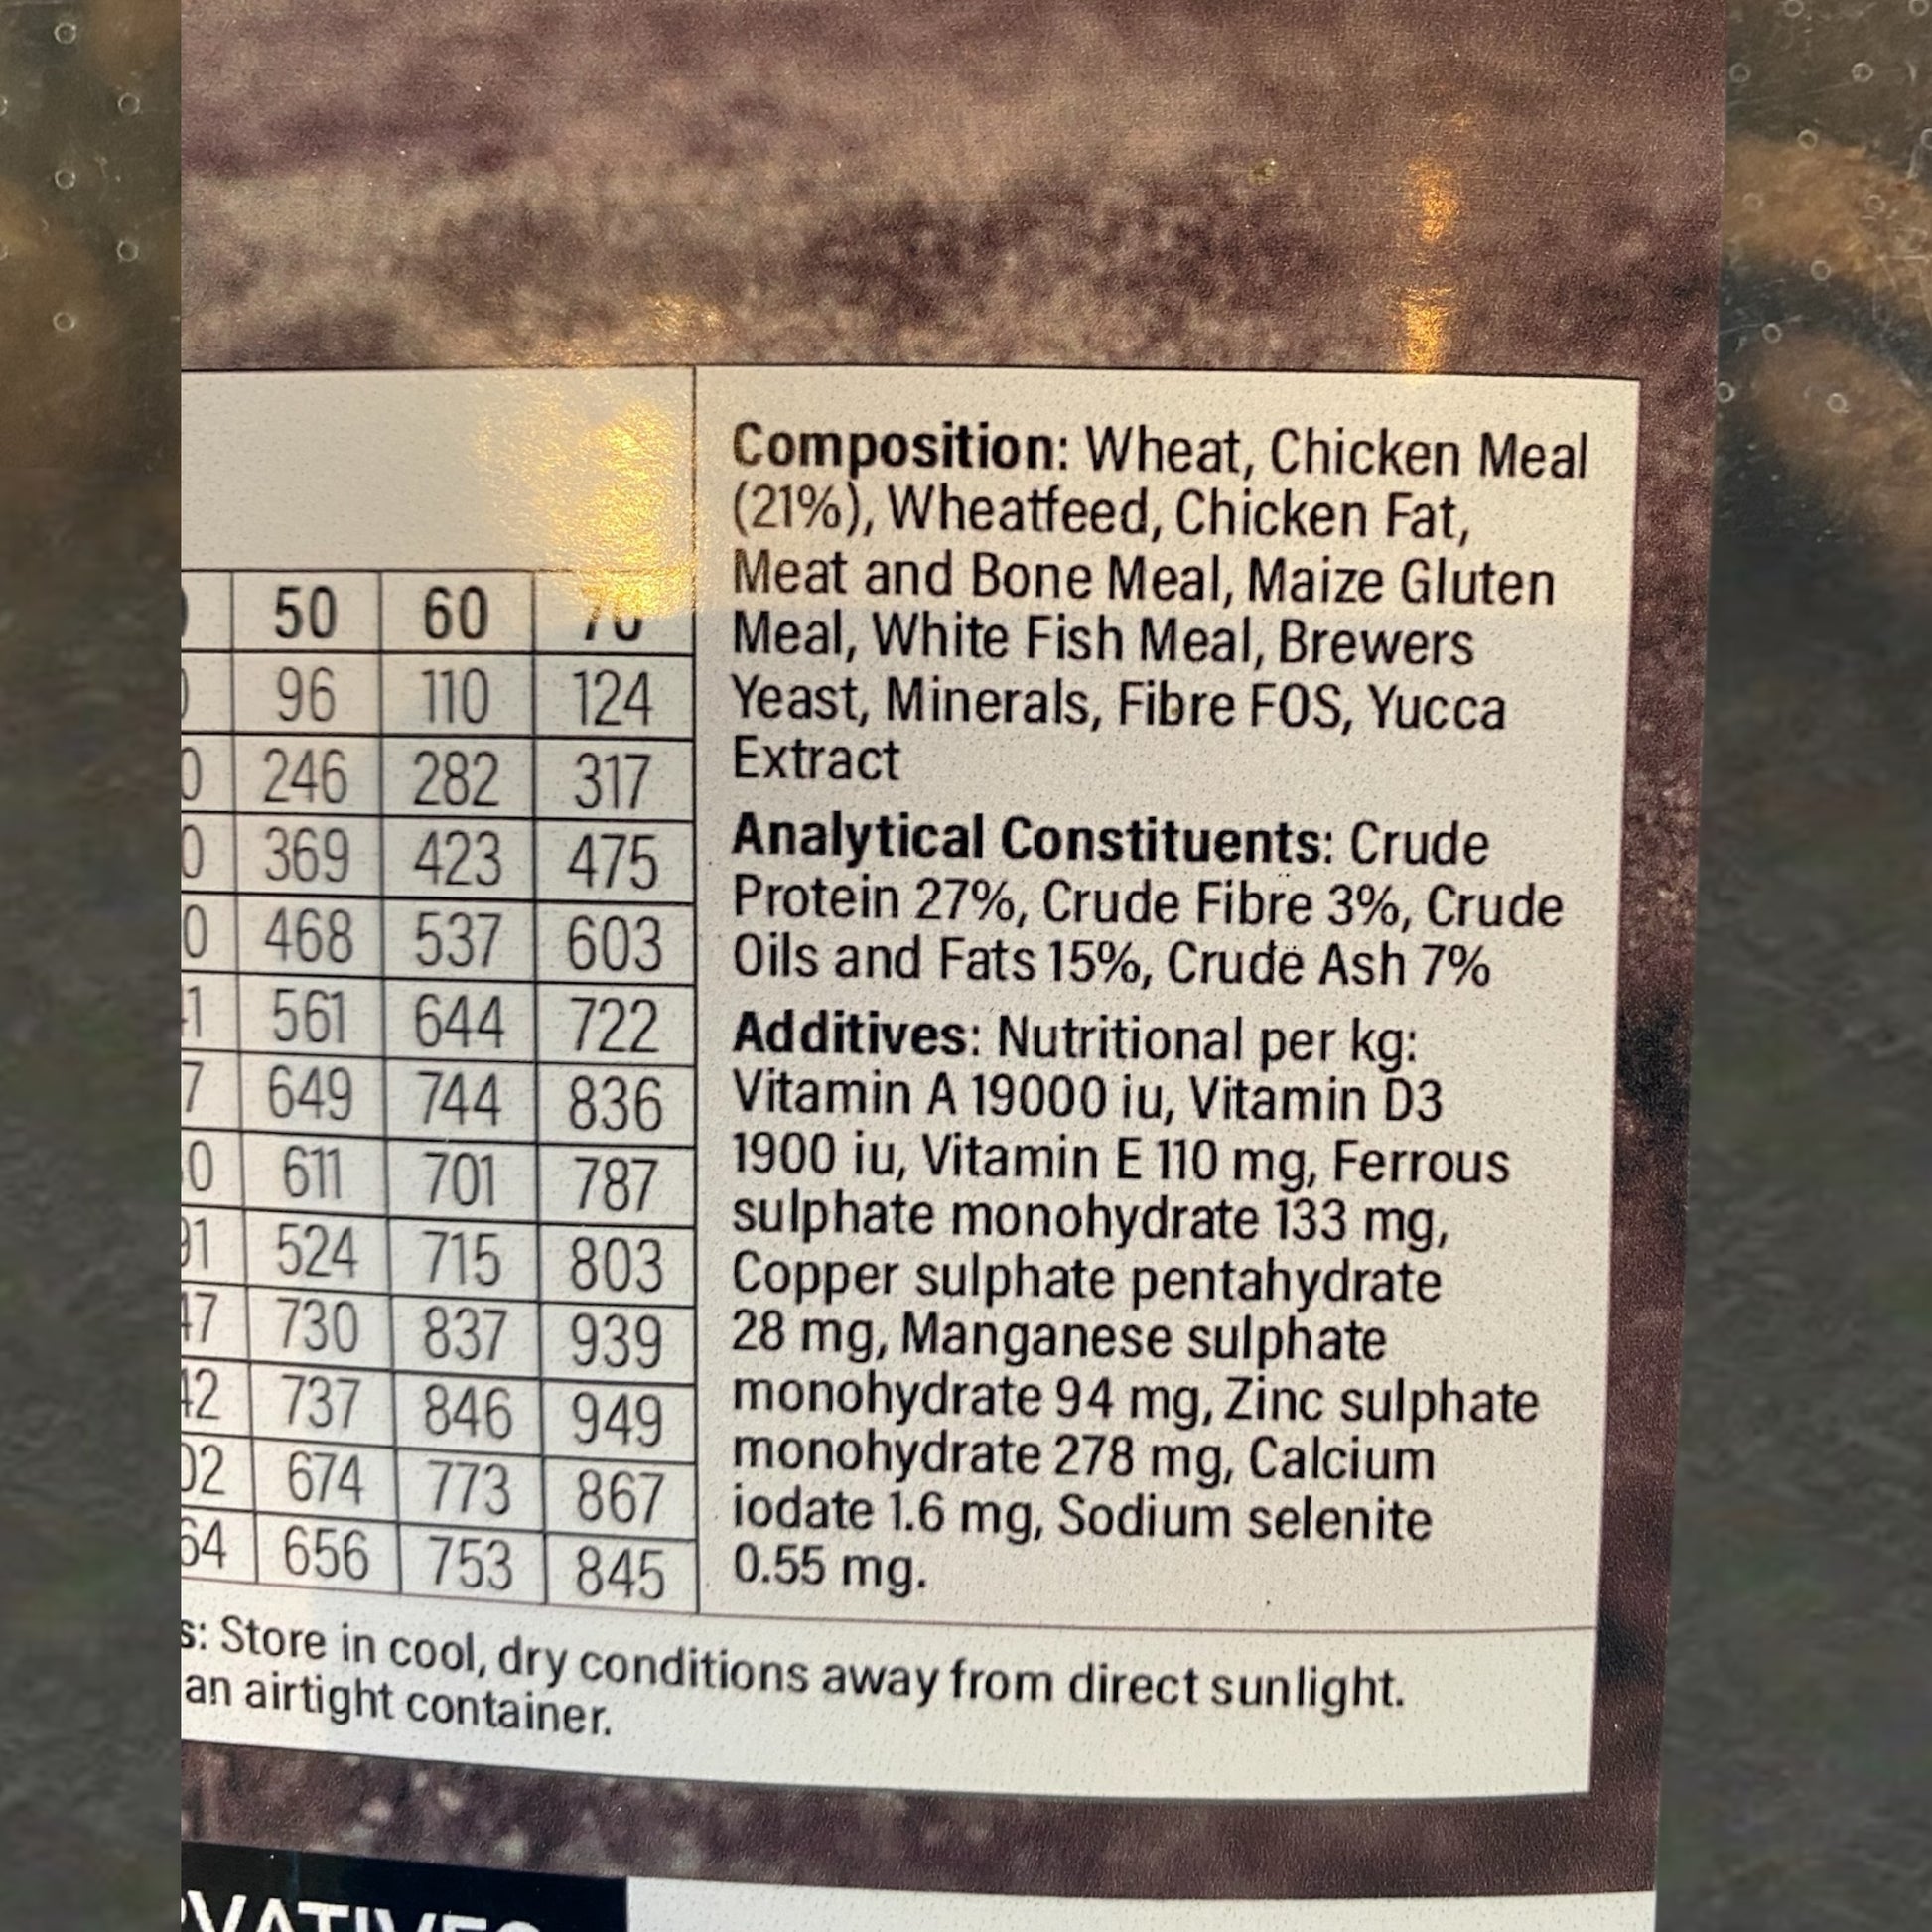 Composition: Wheat, Chicken Meal
(21%), Wheatfeed, Chicken Fat,
Meat and Bone Meal, Maize Gluten
Meal, White Fish Meal, Brewers
Yeast, Minerals, Fibre FOS, Yucca
Extract
Analytical Constituents: Crude
Protein 27%, Crude Fibre 3%, Crude
Oils and Fats 15%, Crude Ash 7%
Additives: Nutritional per kg:
Vitamin A 19000 iu, Vitamin D3
1900 iu, Vitamin E 110 mg, Ferrous
sulphate monohydrate 133 mg,
Copper sulphate pentahydrate
28 mg, Manganese sulphate
monohydrate 94 mg, Zinc sulphate
monohydrate 278 mg, Calcium
iodate 1.6 mg, Sodium selenite
0.55 mg.
50 60 70
96 110 124
246 282 317
369 423 475
468 537 603
561 644 722
649 744 836
611 701 787
524 715 803
730 837 939
737 846 949
674 773 867
656 753 845
Store in cool, dry conditions away from direct sunlight.
an airtight container.